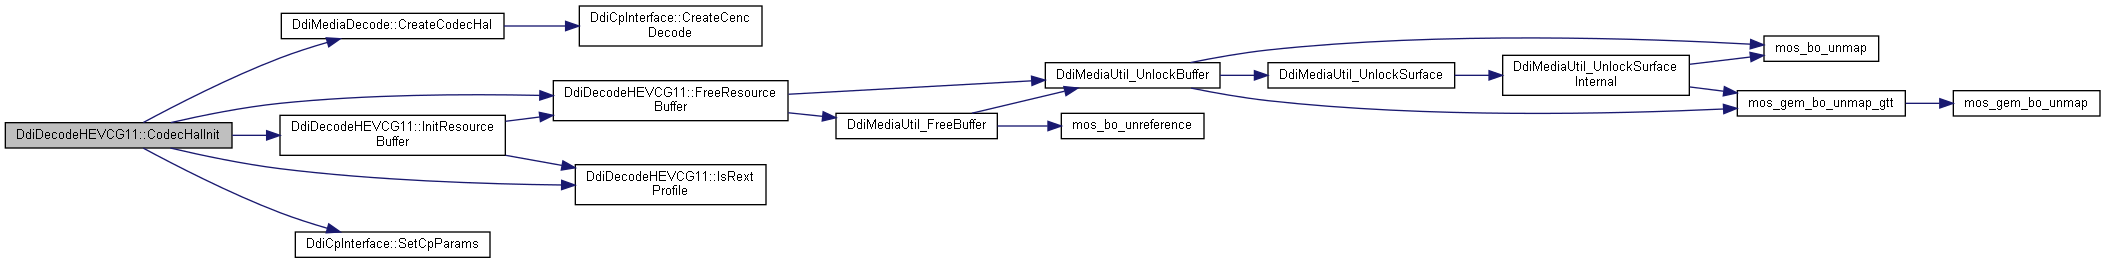 DdiDecodeHEVCG11::CodecHalInit
DdiMediaDecode::CreateCodecHal
DdiCpInterface::CreateCenc
Decode
DdiDecodeHEVCG11::FreeResource
Buffer
DdiDecodeHEVCG11::InitResource
Buffer
DdiDecodeHEVCG11::IsRext
Profile
DdiCpInterface::SetCpParams
DdiMediaUtil_UnlockBuffer
DdiMediaUtil_FreeBuffer
mos_bo_unreference
DdiMediaUtil_UnlockSurface
DdiMediaUtil_UnlockSurface
Internal
mos_bo_unmap
mos_gem_bo_unmap_gtt
mos_gem_bo_unmap